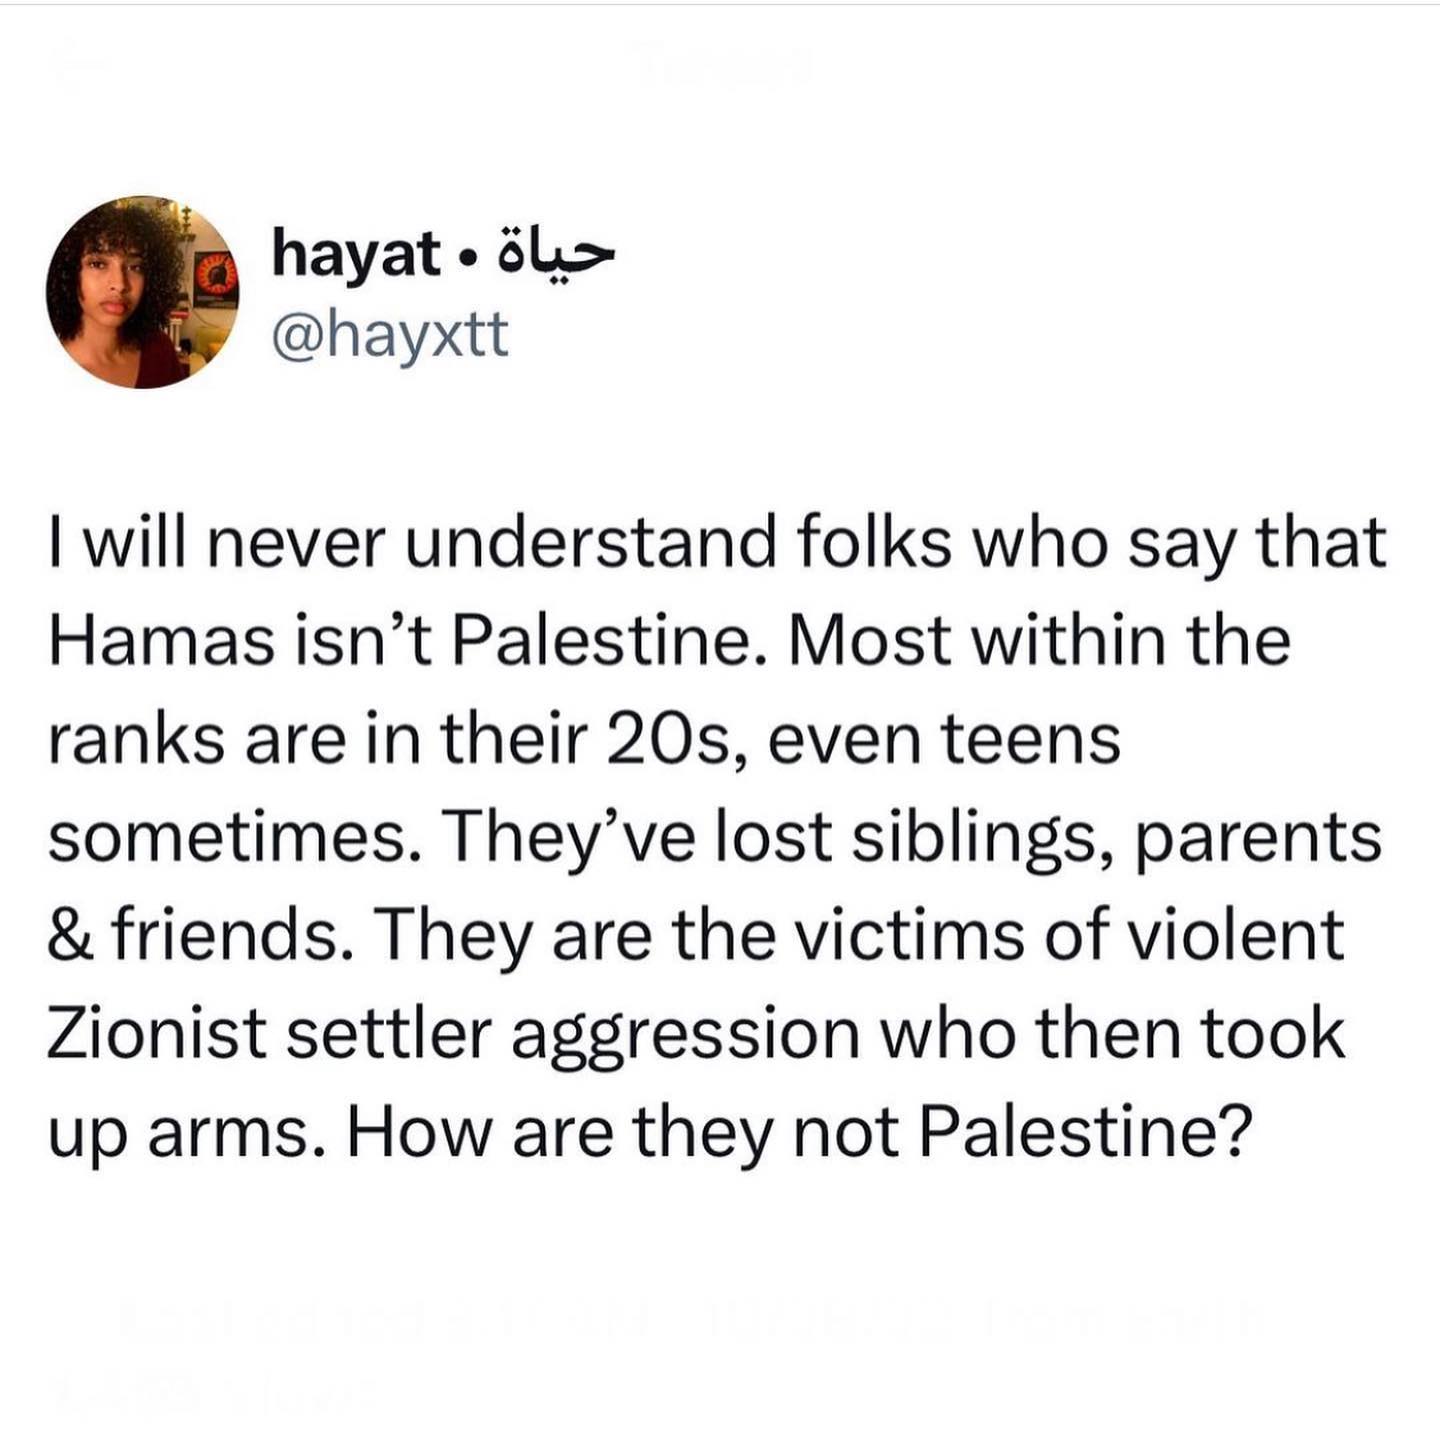 hayat • حياة
@hayxtt
I will never understand folks who say that
Hamas isn’t Palestine. Most within the
ranks are in their 20s, even teens
sometimes. They’ve lost siblings, parents
& friends. They are the victims of violent
Zionist settler aggression who then took
up arms. How are they not Palestine?